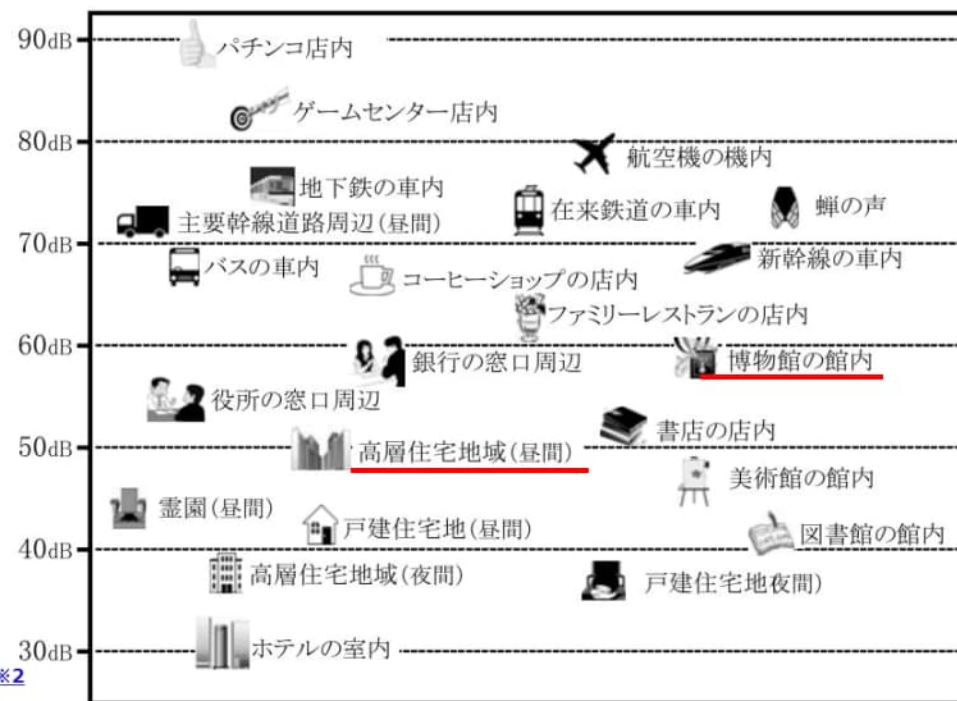 90dB
パチンコ店内
ゲームセンター店内
80dB
航空機の機内
地下鉄の車内
在来鉄道の車内
蝉の声
主要幹線道路周辺(昼間)
70dB
新幹線の車内
バスの車内
コーヒーショップの店内
ファミリーレストランの店内
60dB
銀行の窓口周辺
博物館の館内
役所の窓口周辺
書店の店内
50dB
高層住宅地域(昼間)
美術館の館内
霊園(昼間)
戸建住宅地(昼間)
図書館の館内
40dB
高層住宅地域(夜間)
戸建住宅地夜間)
30dB
ホテルの室内
※2